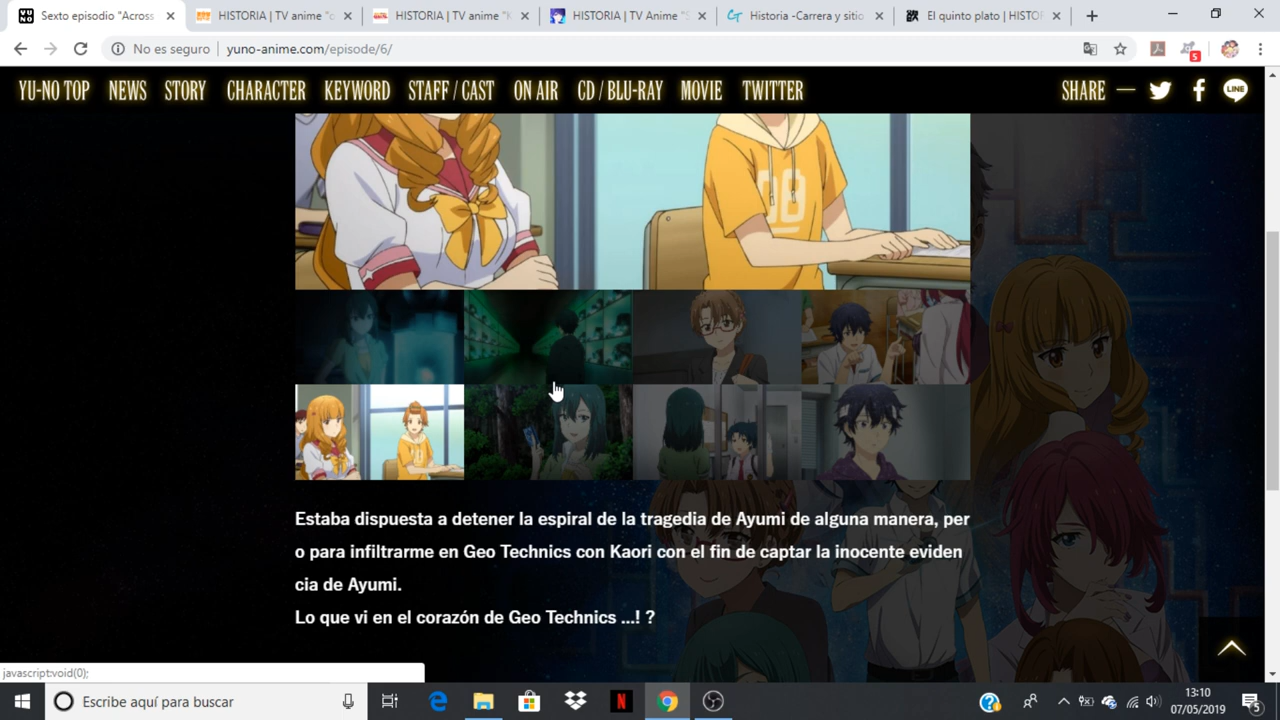 Sexto episodio "Across
HISTORIA | TV anime "c
HISTORIA | TV anime "K
HISTORIA | TV Anime "S
Historia -Carrera y sitio
El quinto plato | HISTOR
No es seguro
yuno-anime.com/episode/6/
5
YU-NO TOP NEWS STORY CHARACTER KEYWORD STAFF / CAST ON AIR CD / BLU-RAY MOVIE TWITTER SHARE LINE
Estaba dispuesta a detener la espiral de la tragedia de Ayumi de alguna manera, per
o para infiltrarme en Geo Technics con Kaori con el fin de captar la inocente eviden
cia de Ayumi.
Lo que vi en el corazón de Geo Technics ...! ?
javascript:void(0);
Escribe aquí para buscar
13:10
07/05/2019
5